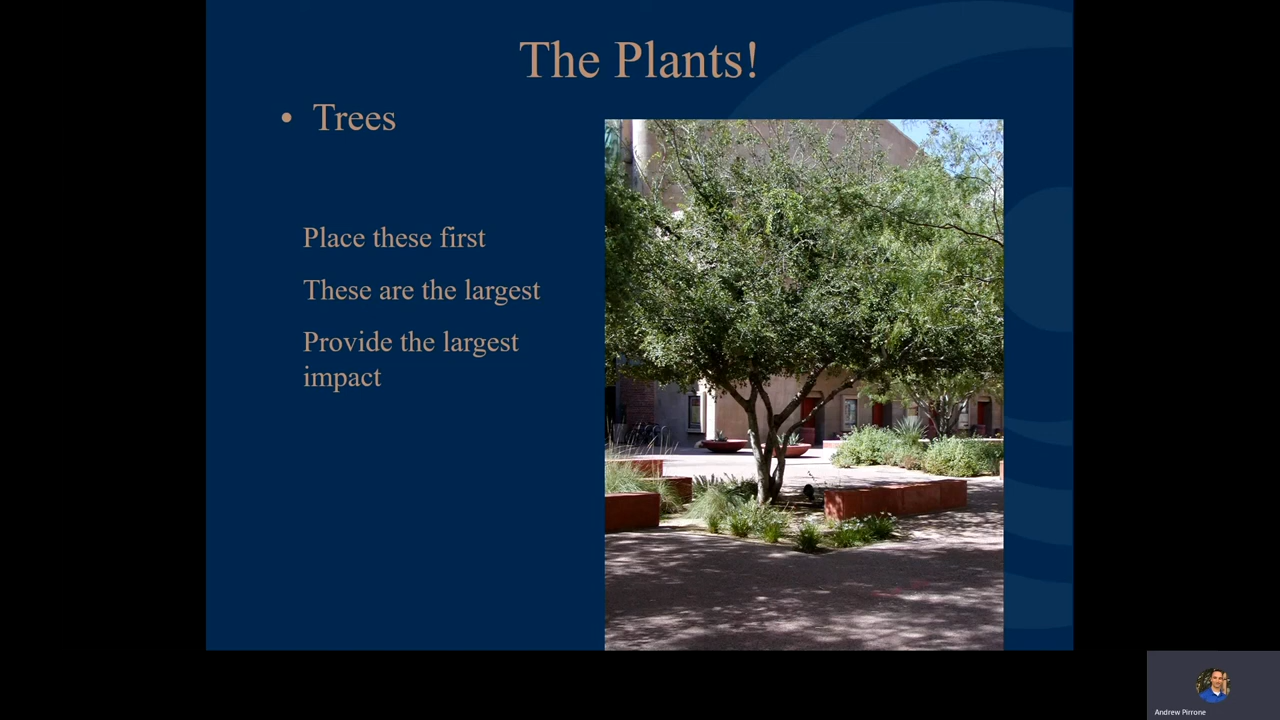 The Plants!
• Trees
Place these first
These are the largest
Provide the largest
impact
Andrew Pirrone